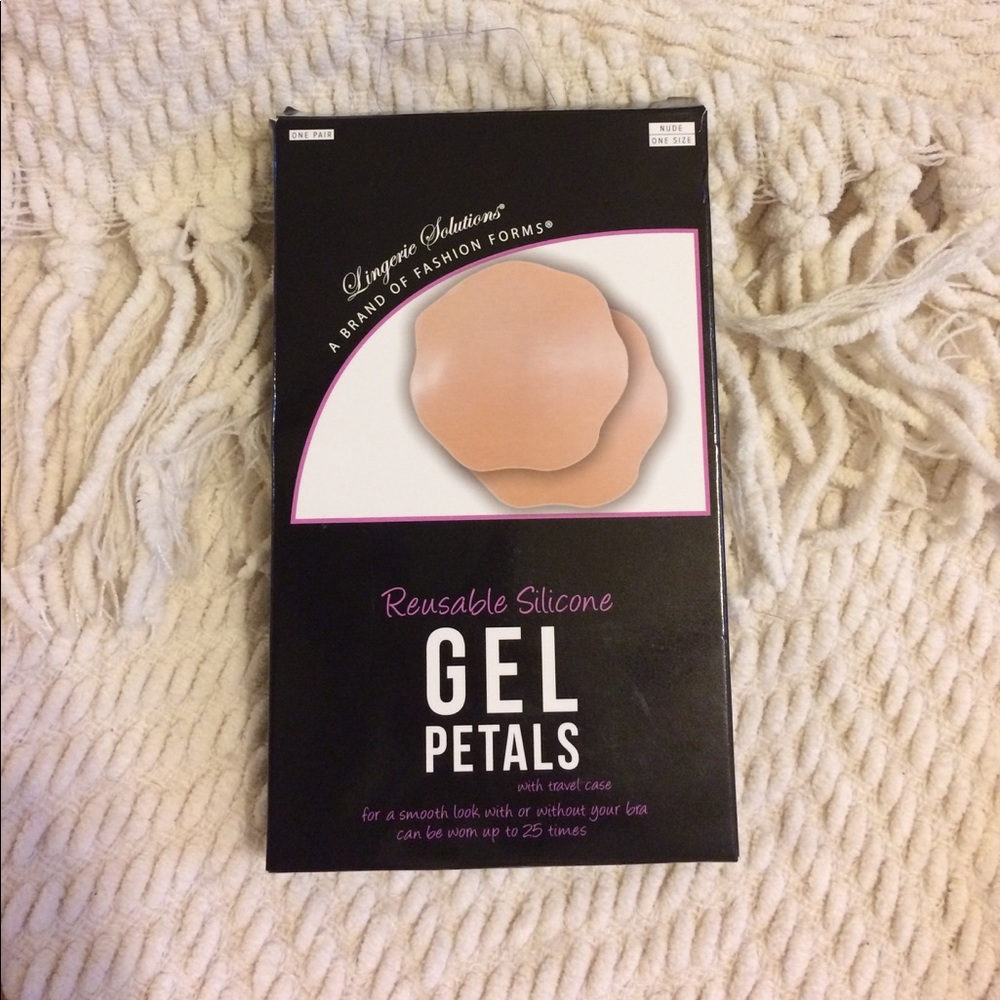 ONE PAIR
NUDE
ONE SIZE
Lingerie Solutions®
A BRAND OF FASHION FORMS®
Reusable Silicone
GEL
PETALS
with travel case
for a smooth look with or without your bra
can be worn up to 25 times